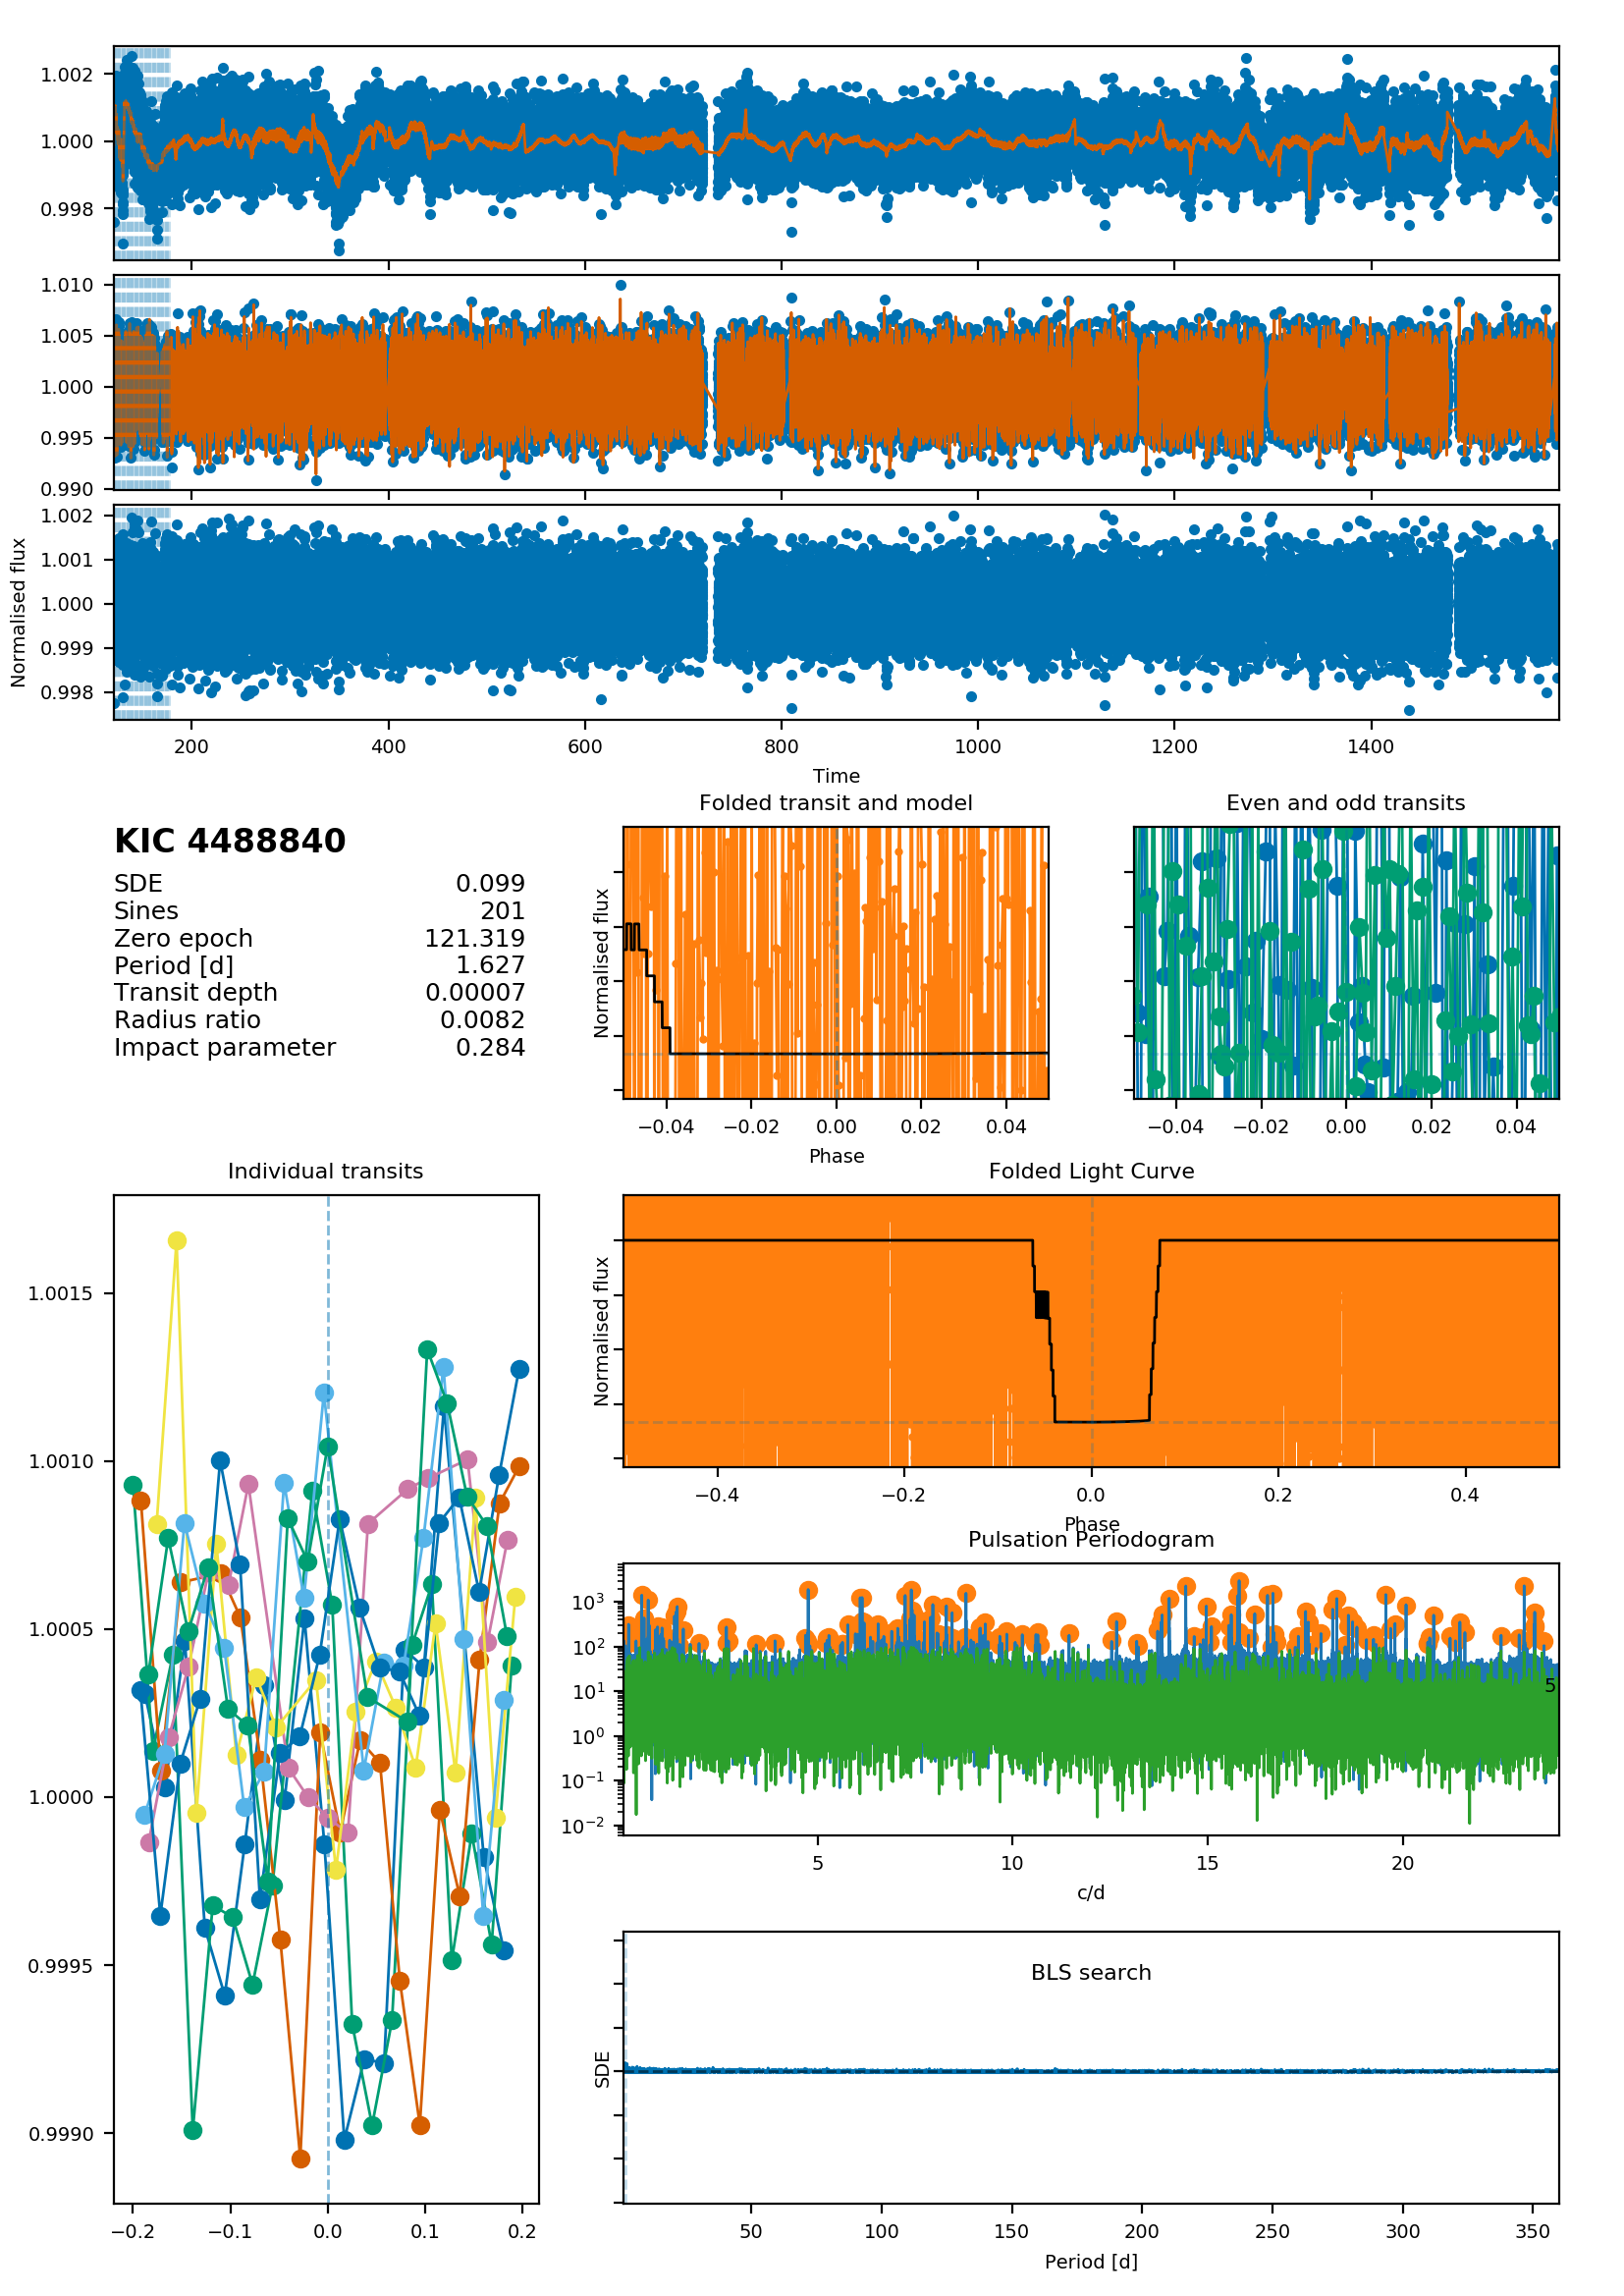 1.002
1.000
0.998
1.010
1.005
1.000
0.995
0.990
1.002
1.001
1.000
0.999
0.998
Normalised flux
200 400 600 800 1000 1200 1400
Time
KIC 4488840
SDE 0.099
Sines 201
Zero epoch 121.319
Period [d] 1.627
Transit depth 0.00007
Radius ratio 0.0082
Impact parameter 0.284
Folded transit and model
Normalised flux
−0.04 −0.02 0.00 0.02 0.04
Phase
Even and odd transits
−0.04 −0.02 0.00 0.02 0.04
Individual transits
1.0015
1.0010
1.0005
1.0000
0.9995
0.9990
−0.2 −0.1 0.0 0.1 0.2
Folded Light Curve
Normalised flux
−0.4 −0.2 0.0 0.2 0.4
Phase
Pulsation Periodogram
10³
10²
10¹
10⁰
10⁻¹
10⁻²
5
5 10 15 20
c/d
BLS search
SDE
50 100 150 200 250 300 350
Period [d]